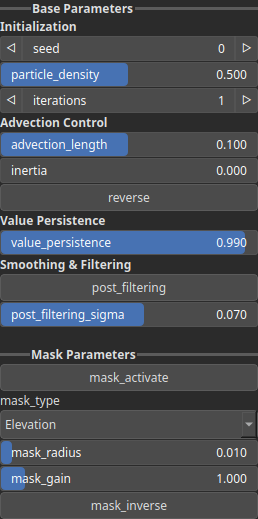 Base Parameters
Initialization
seed 0
particle_density 0.500
iterations 1
Advection Control
advection_length 0.100
inertia 0.000
reverse
Value Persistence
value_persistence 0.990
Smoothing & Filtering
post_filtering
post_filtering_sigma 0.070
Mask Parameters
mask_activate
mask_type
Elevation
mask_radius 0.010
mask_gain 1.000
mask_inverse